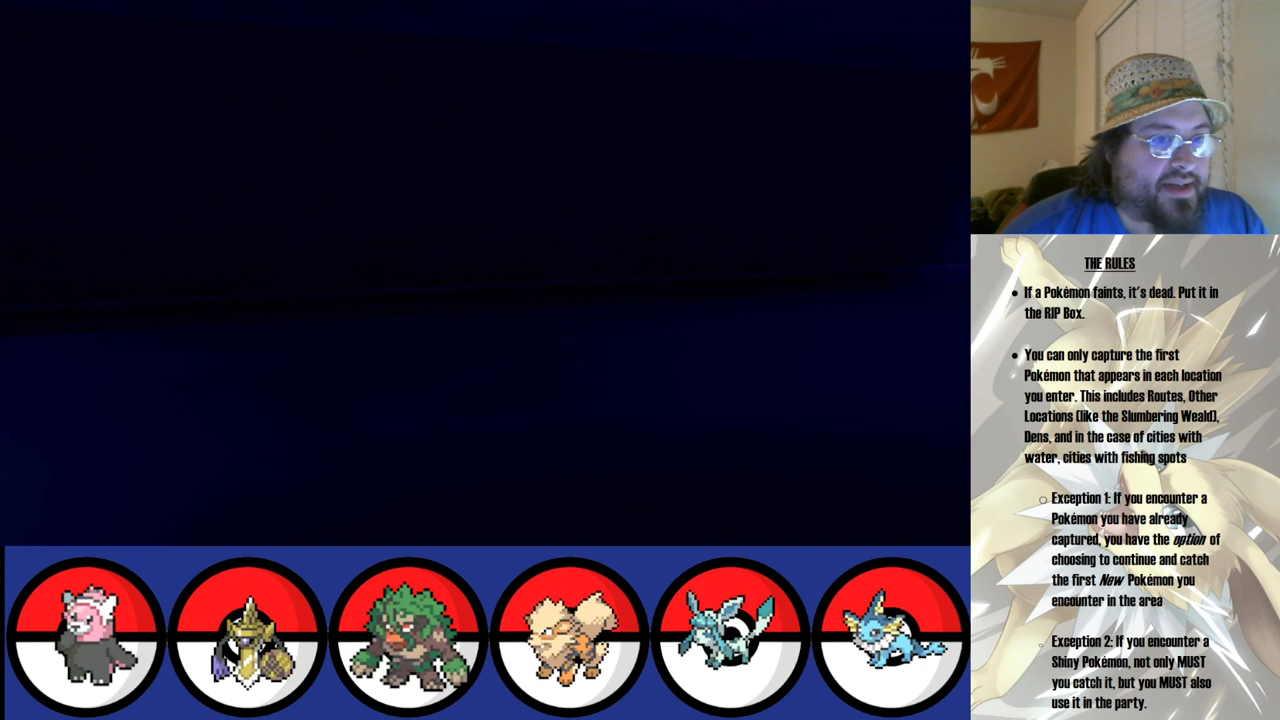 THE RULES
• If a Pokémon faints, it's dead. Put it in
the RIP Box.
• You can only capture the first
Pokémon that appears in each location
you enter. This includes Routes, Other
Locations (like the Slumbering Weald),
Dens, and in the case of cities with
water, cities with fishing spots
○ Exception 1: If you encounter a
Pokémon you have already
captured, you have the option of
choosing to continue and catch
the first New Pokémon you
encounter in the area
○ Exception 2: If you encounter a
Shiny Pokémon, not only MUST
you catch it, but you MUST also
use it in the party.